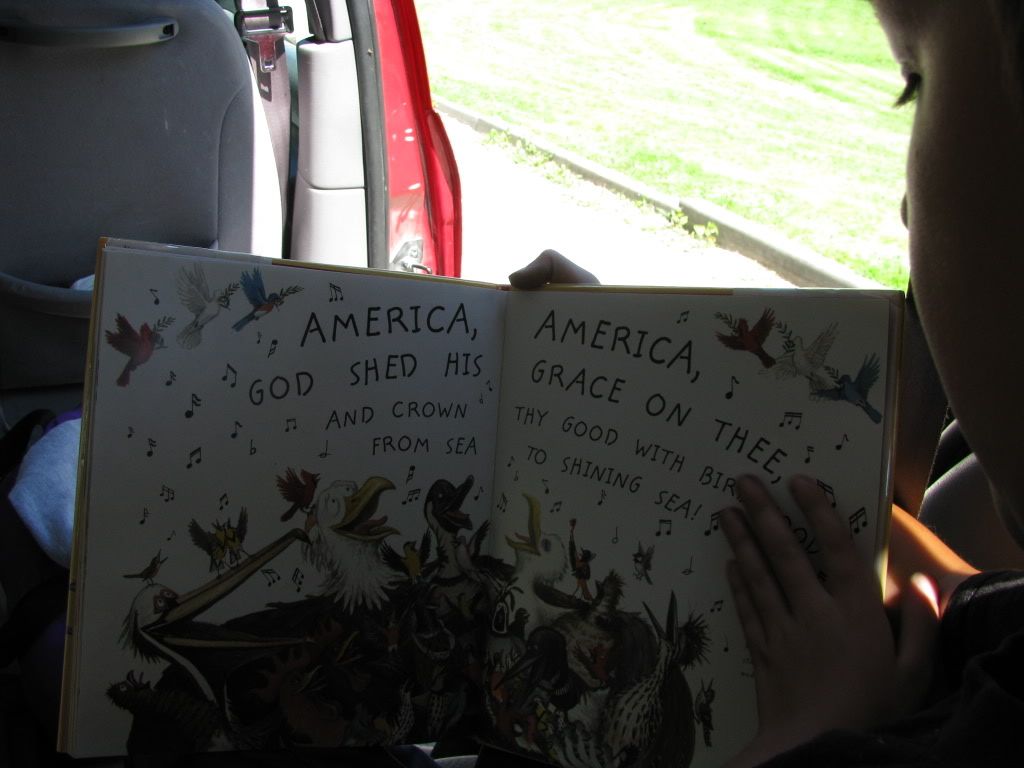 AMERICA,
GOD SHED HIS
AND CROWN
FROM SEA
AMERICA,
GRACE ON THEE,
THY GOOD WITH
TO SHINING SEA!